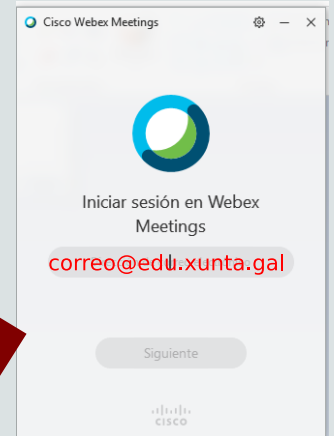 Cisco Webex Meetings
Iniciar sesión en Webex
Meetings
correo@edu.xunta.gal
Siguiente
CISCO